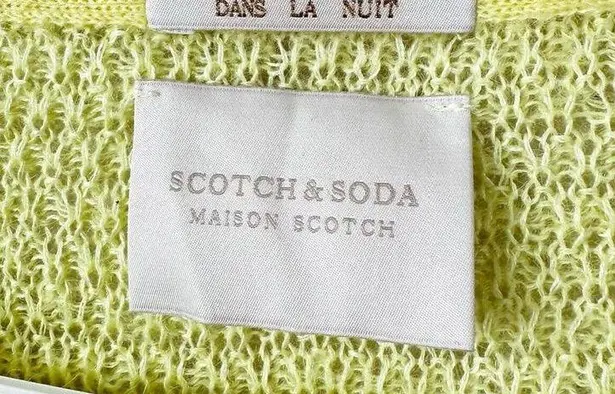 DANS LA NUIT
SCOTCH & SODA
MAISON SCOTCH